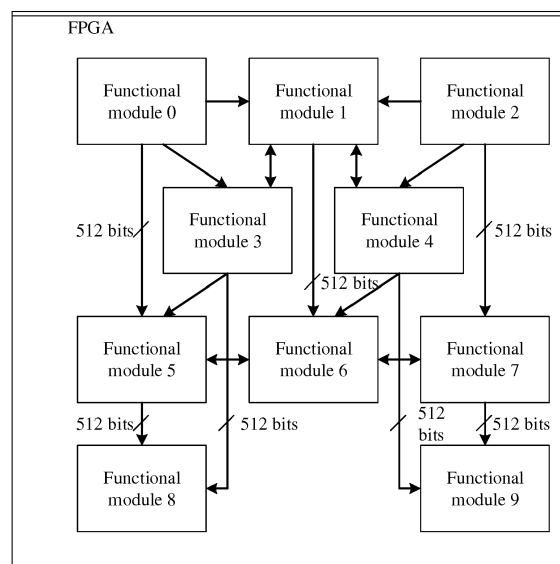 FPGA
Functional
module 0
Functional
module 1
Functional
module 2
Functional
module 3
Functional
module 4
512 bits
512 bits
512 bits
Functional
module 5
Functional
module 6
Functional
module 7
512 bits
512 bits
512
bits
512 bits
Functional
module 8
Functional
module 9